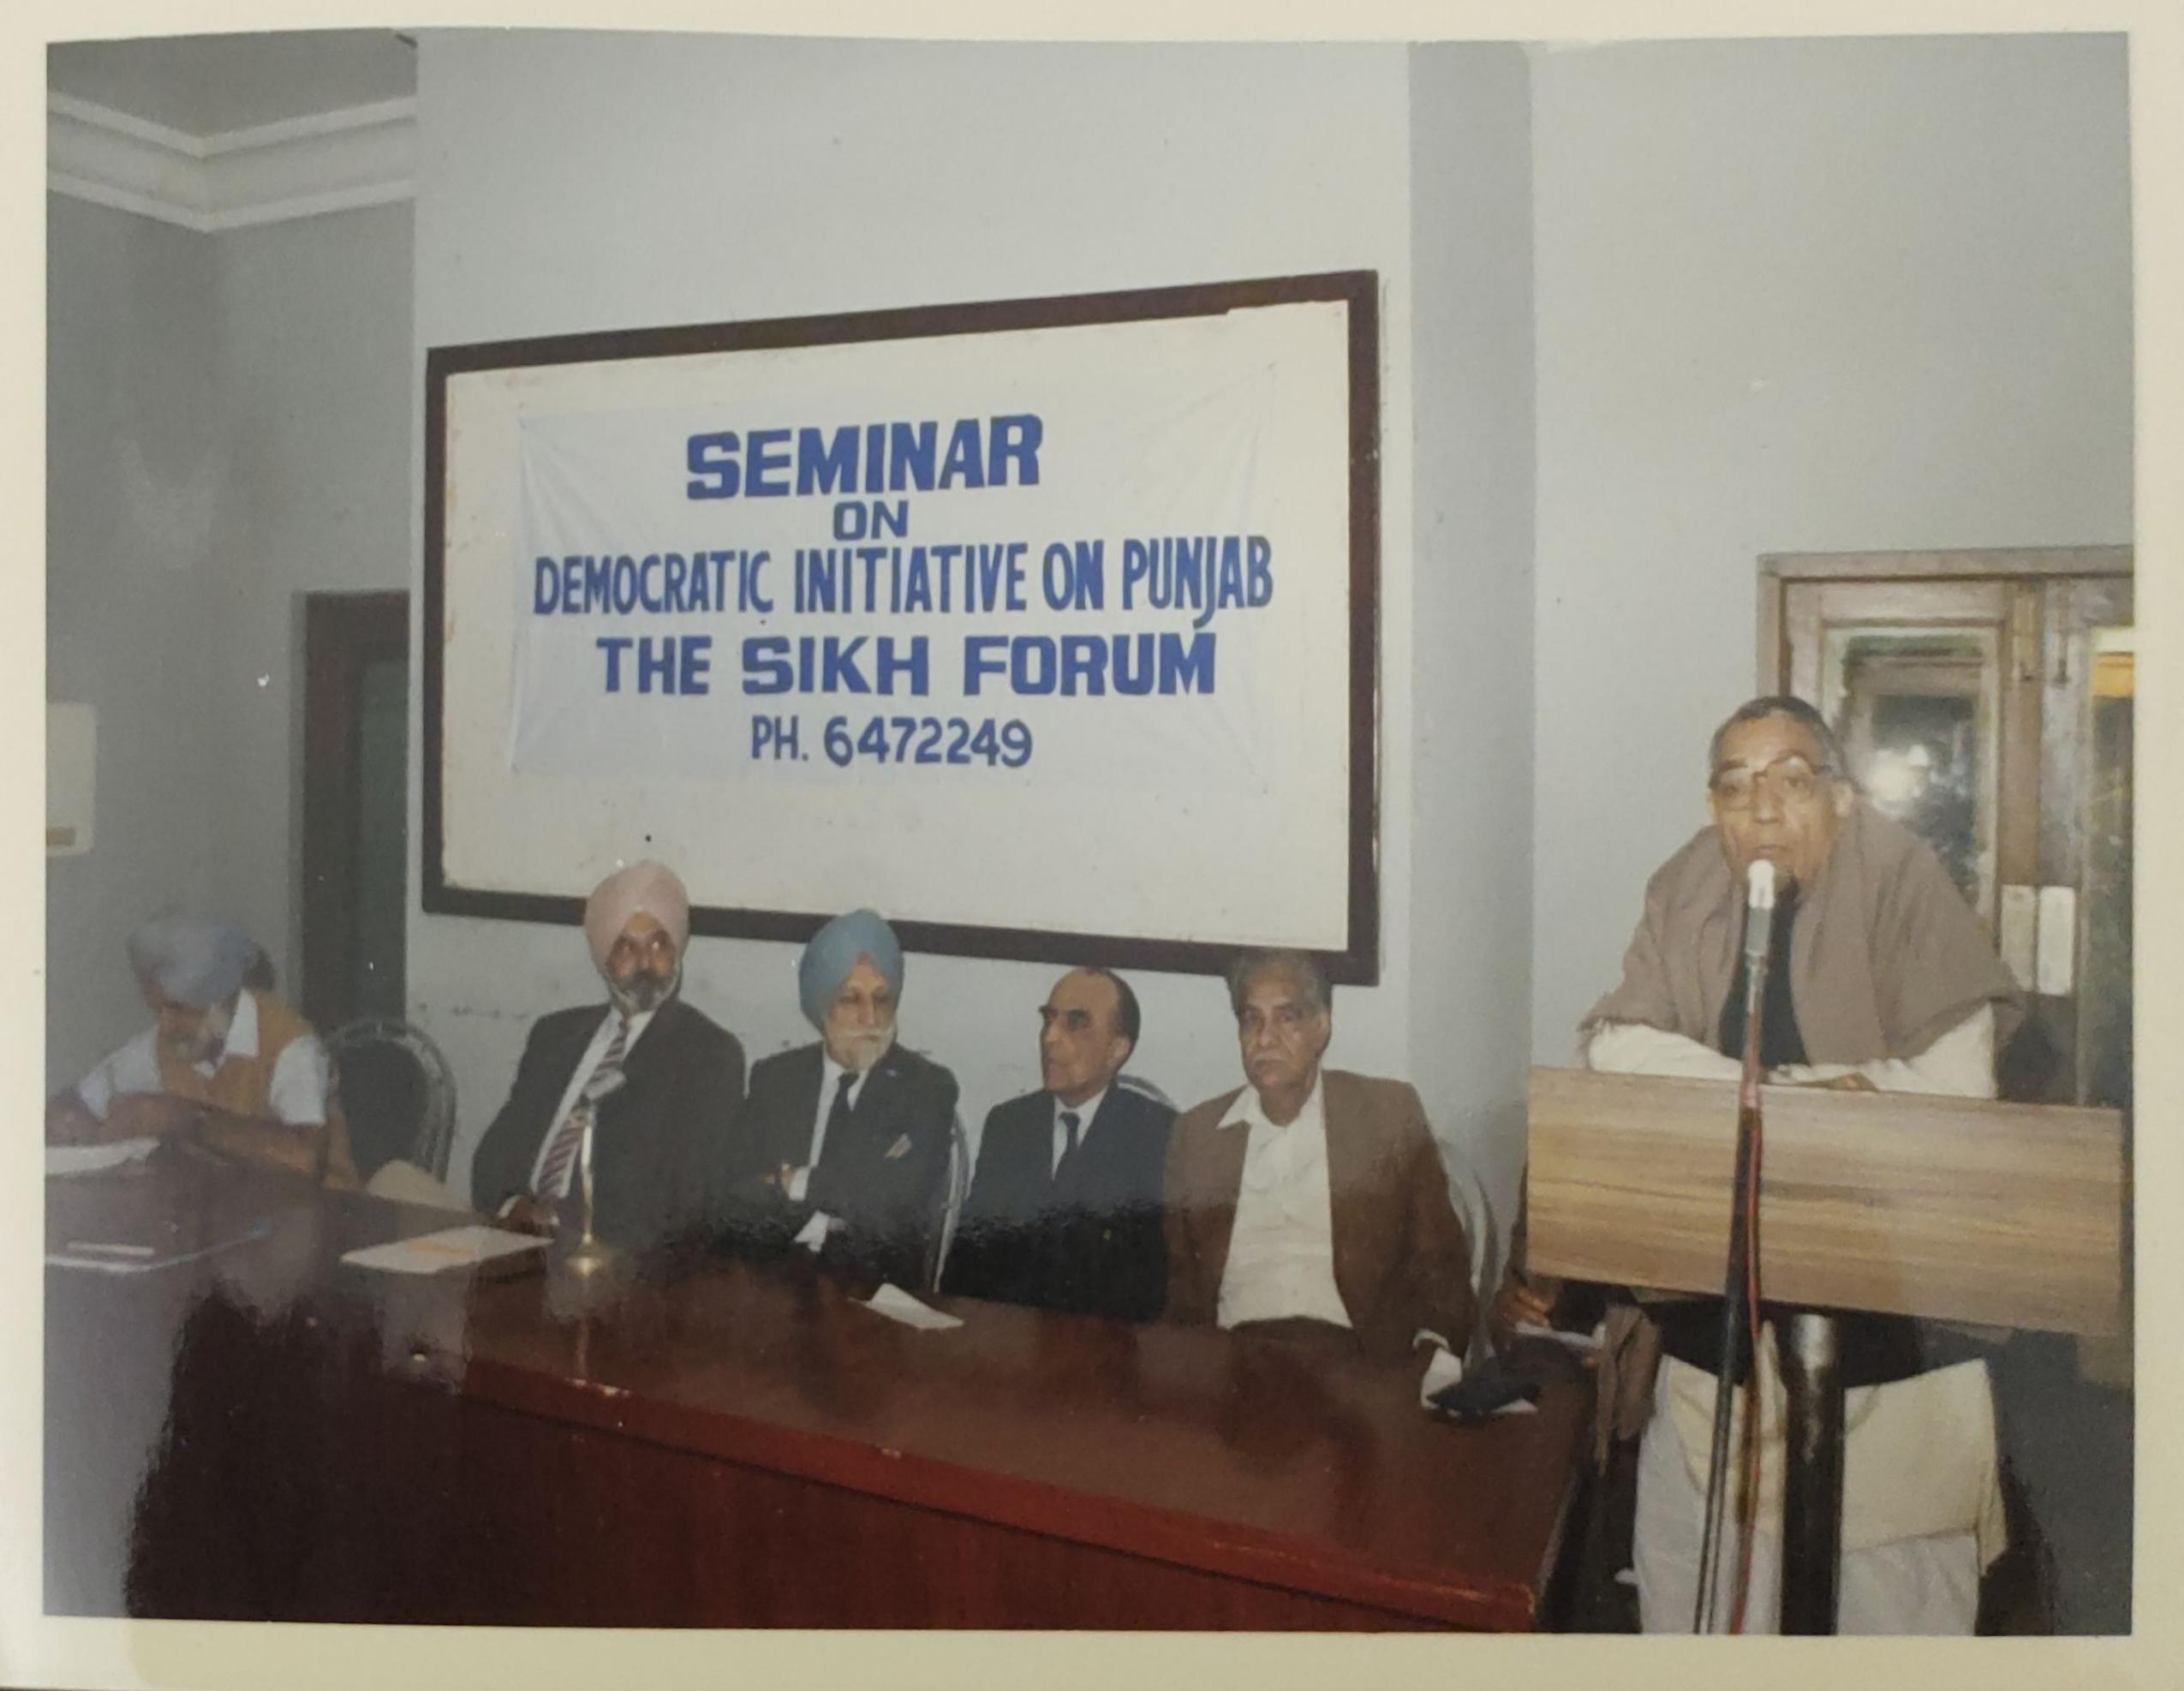 SEMINAR
ON
DEMOCRATIC INITIATIVE ON PUNJAB
THE SIKH FORUM
PH. 6472249